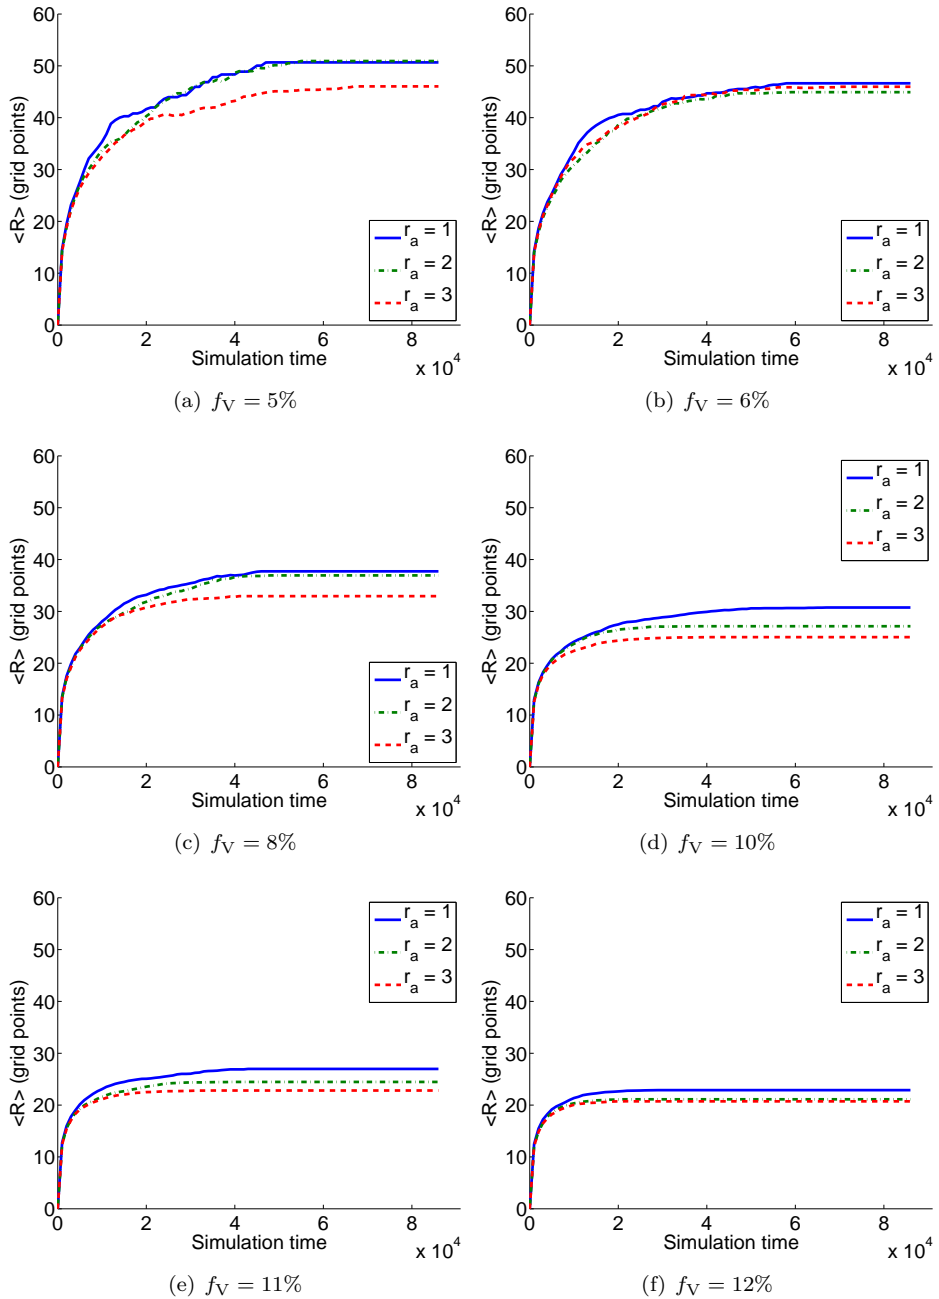 60
50
40
30
20
10
0
<R> (grid points)
r_a = 1
r_a = 2
r_a = 3
0 2 4 6 8
Simulation time
x 10^4
(a) f_V = 5%
60
50
40
30
20
10
0
<R> (grid points)
r_a = 1
r_a = 2
r_a = 3
0 2 4 6 8
Simulation time
x 10^4
(b) f_V = 6%
60
50
40
30
20
10
0
<R> (grid points)
r_a = 1
r_a = 2
r_a = 3
0 2 4 6 8
Simulation time
x 10^4
(c) f_V = 8%
60
50
40
30
20
10
0
<R> (grid points)
r_a = 1
r_a = 2
r_a = 3
0 2 4 6 8
Simulation time
x 10^4
(d) f_V = 10%
60
50
40
30
20
10
0
<R> (grid points)
r_a = 1
r_a = 2
r_a = 3
0 2 4 6 8
Simulation time
x 10^4
(e) f_V = 11%
60
50
40
30
20
10
0
<R> (grid points)
r_a = 1
r_a = 2
r_a = 3
0 2 4 6 8
Simulation time
x 10^4
(f) f_V = 12%